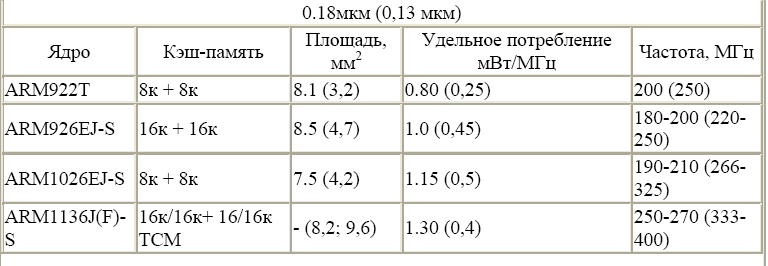 0.18мкм (0,13 мкм)
Ядро
Кэш-память
Площадь,
мм2
Удельное потребление
мВт/МГц
Частота, МГц
ARM922T
8к + 8к
8.1 (3,2)
0.80 (0,25)
200 (250)
ARM926EJ-S
16к + 16к
8.5 (4,7)
1.0 (0,45)
180-200 (220-
250)
ARM1026EJ-S
8к + 8к
7.5 (4,2)
1.15 (0,5)
190-210 (266-
325)
ARM1136J(F)-
S
16к/16к+ 16/16к
TCM
- (8,2; 9,6)
1.30 (0,4)
250-270 (333-
400)